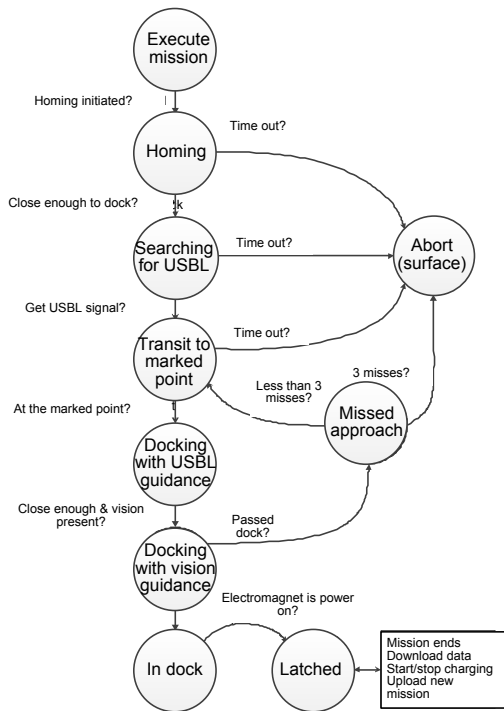 Execute
mission
Homing initiated?
Time out?
Homing
Close enough to dock?
k
Searching
for USBL
Time out?
Abort
(surface)
Get USBL signal?
Time out?
Transit to
marked
point
Less than 3
misses?
3 misses?
At the marked point?
t
Missed
approach
Docking
with USBL
guidance
Close enough & vision
present?
Passed
dock?
Docking
with vision
guidance
Electromagnet is power
on?
In dock
Latched
Mission ends
Download data
Start/stop charging
Upload new
mission